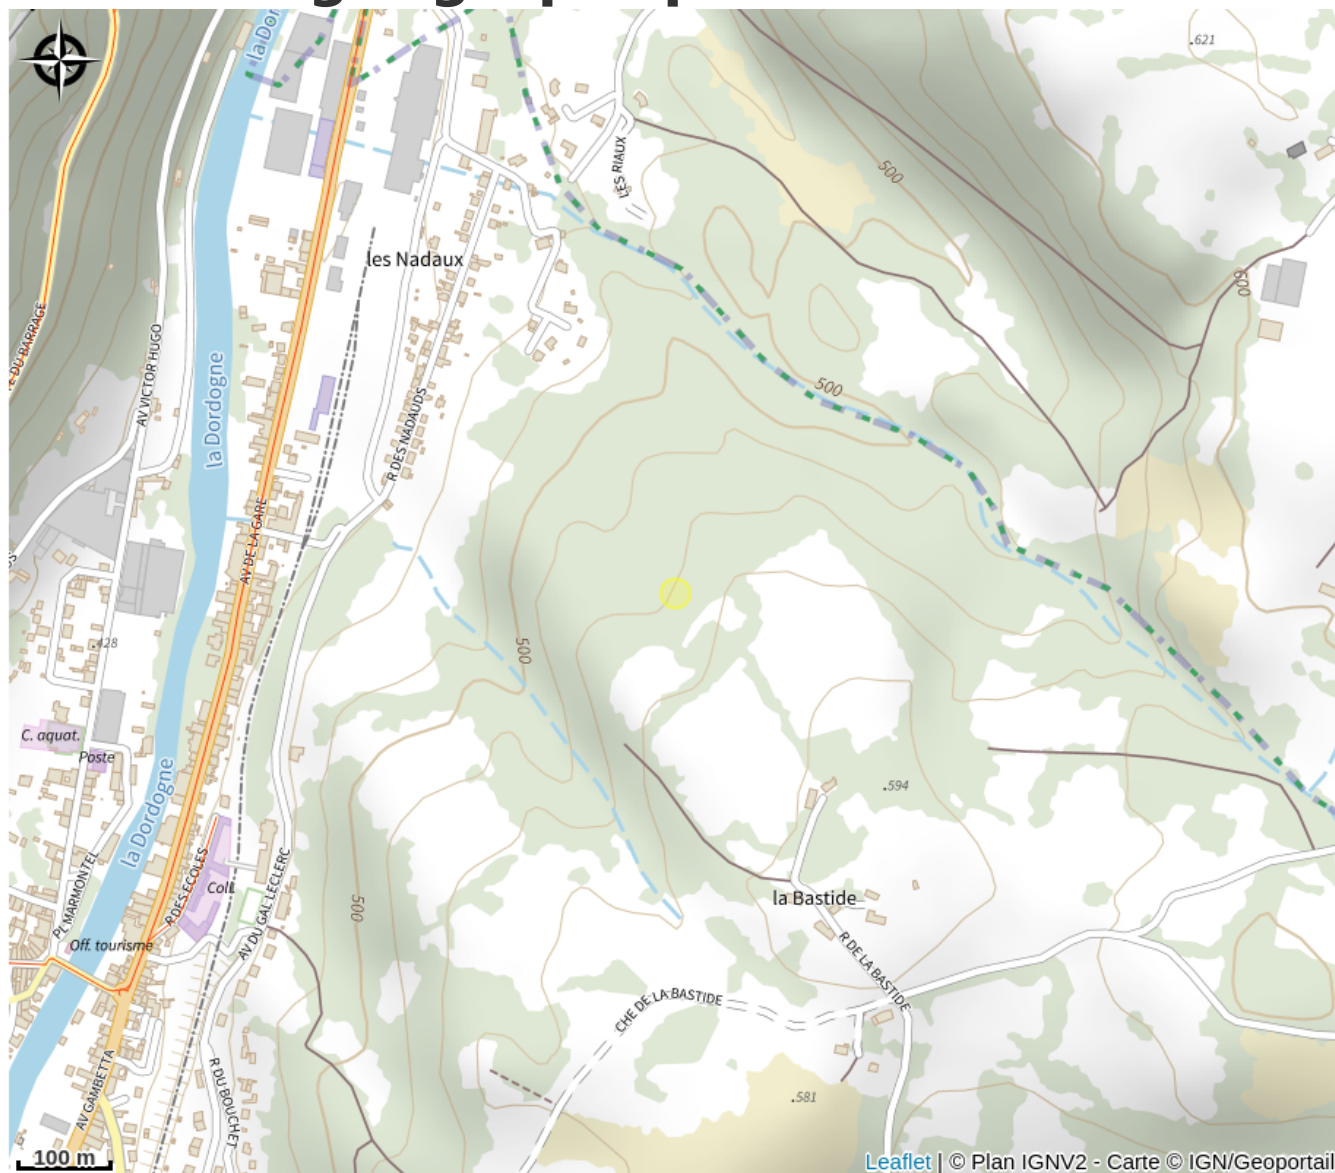 la Dor
621
LES RIAUX
500
les Nadaux
600
TE DU BARRAGE
AV VICTOR HUGO
la Dordogne
500
R DES NADAUDS
AV DE LA GARE
428
500
C. aquat.
Poste
la Dordogne
594
PL MARMONTEL
R DES ECOLES
Coll.
AV DU GAL LECLERC
500
la Bastide
Off. tourisme
R DE LA BASTIDE
CHE DE LA BASTIDE
AV GAMBETTA
R DU BOUCHET
581
100 m
Leaflet | © Plan IGNV2 - Carte © IGN/Geoportail